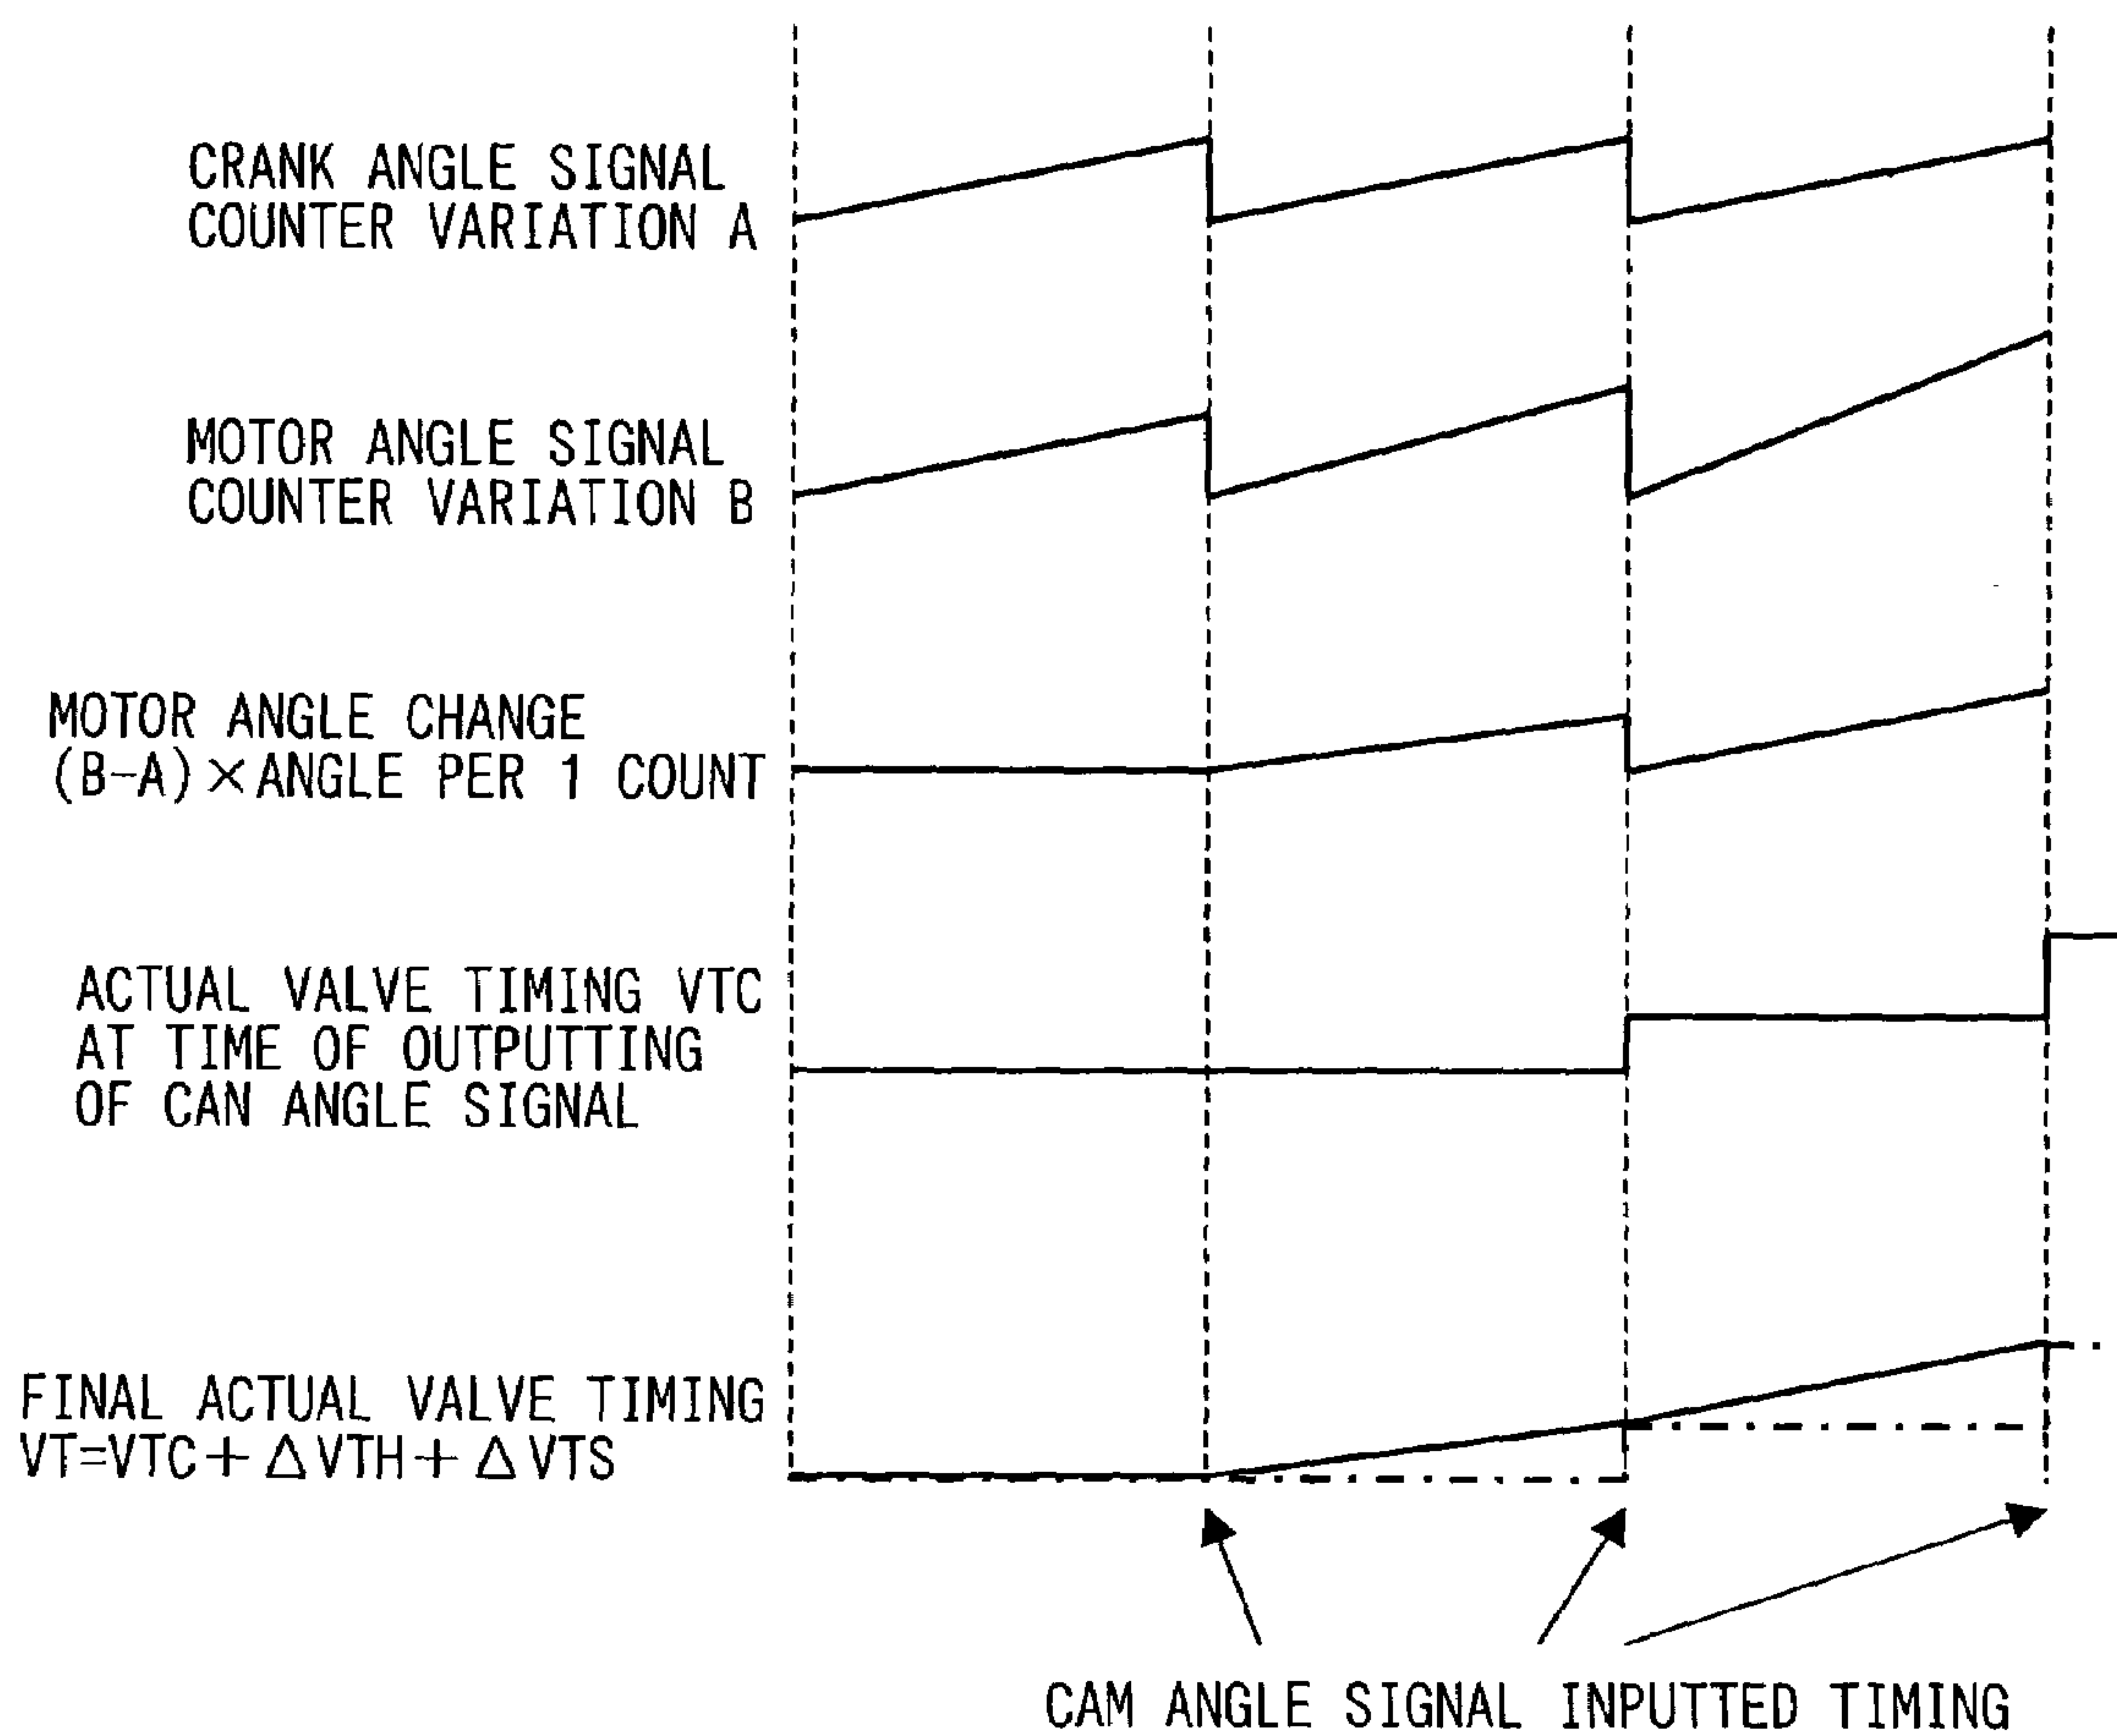 CRANK ANGLE SIGNAL
COUNTER VARIATION A
MOTOR ANGLE SIGNAL
COUNTER VARIATION B
MOTOR ANGLE CHANGE
(B-A)×ANGLE PER 1 COUNT
ACTUAL VALVE TIMING VTC
AT TIME OF OUTPUTTING
OF CAN ANGLE SIGNAL
FINAL ACTUAL VALVE TIMING
VT=VTC+ΔVTH+ΔVTS
CAM ANGLE SIGNAL INPUTTED TIMING